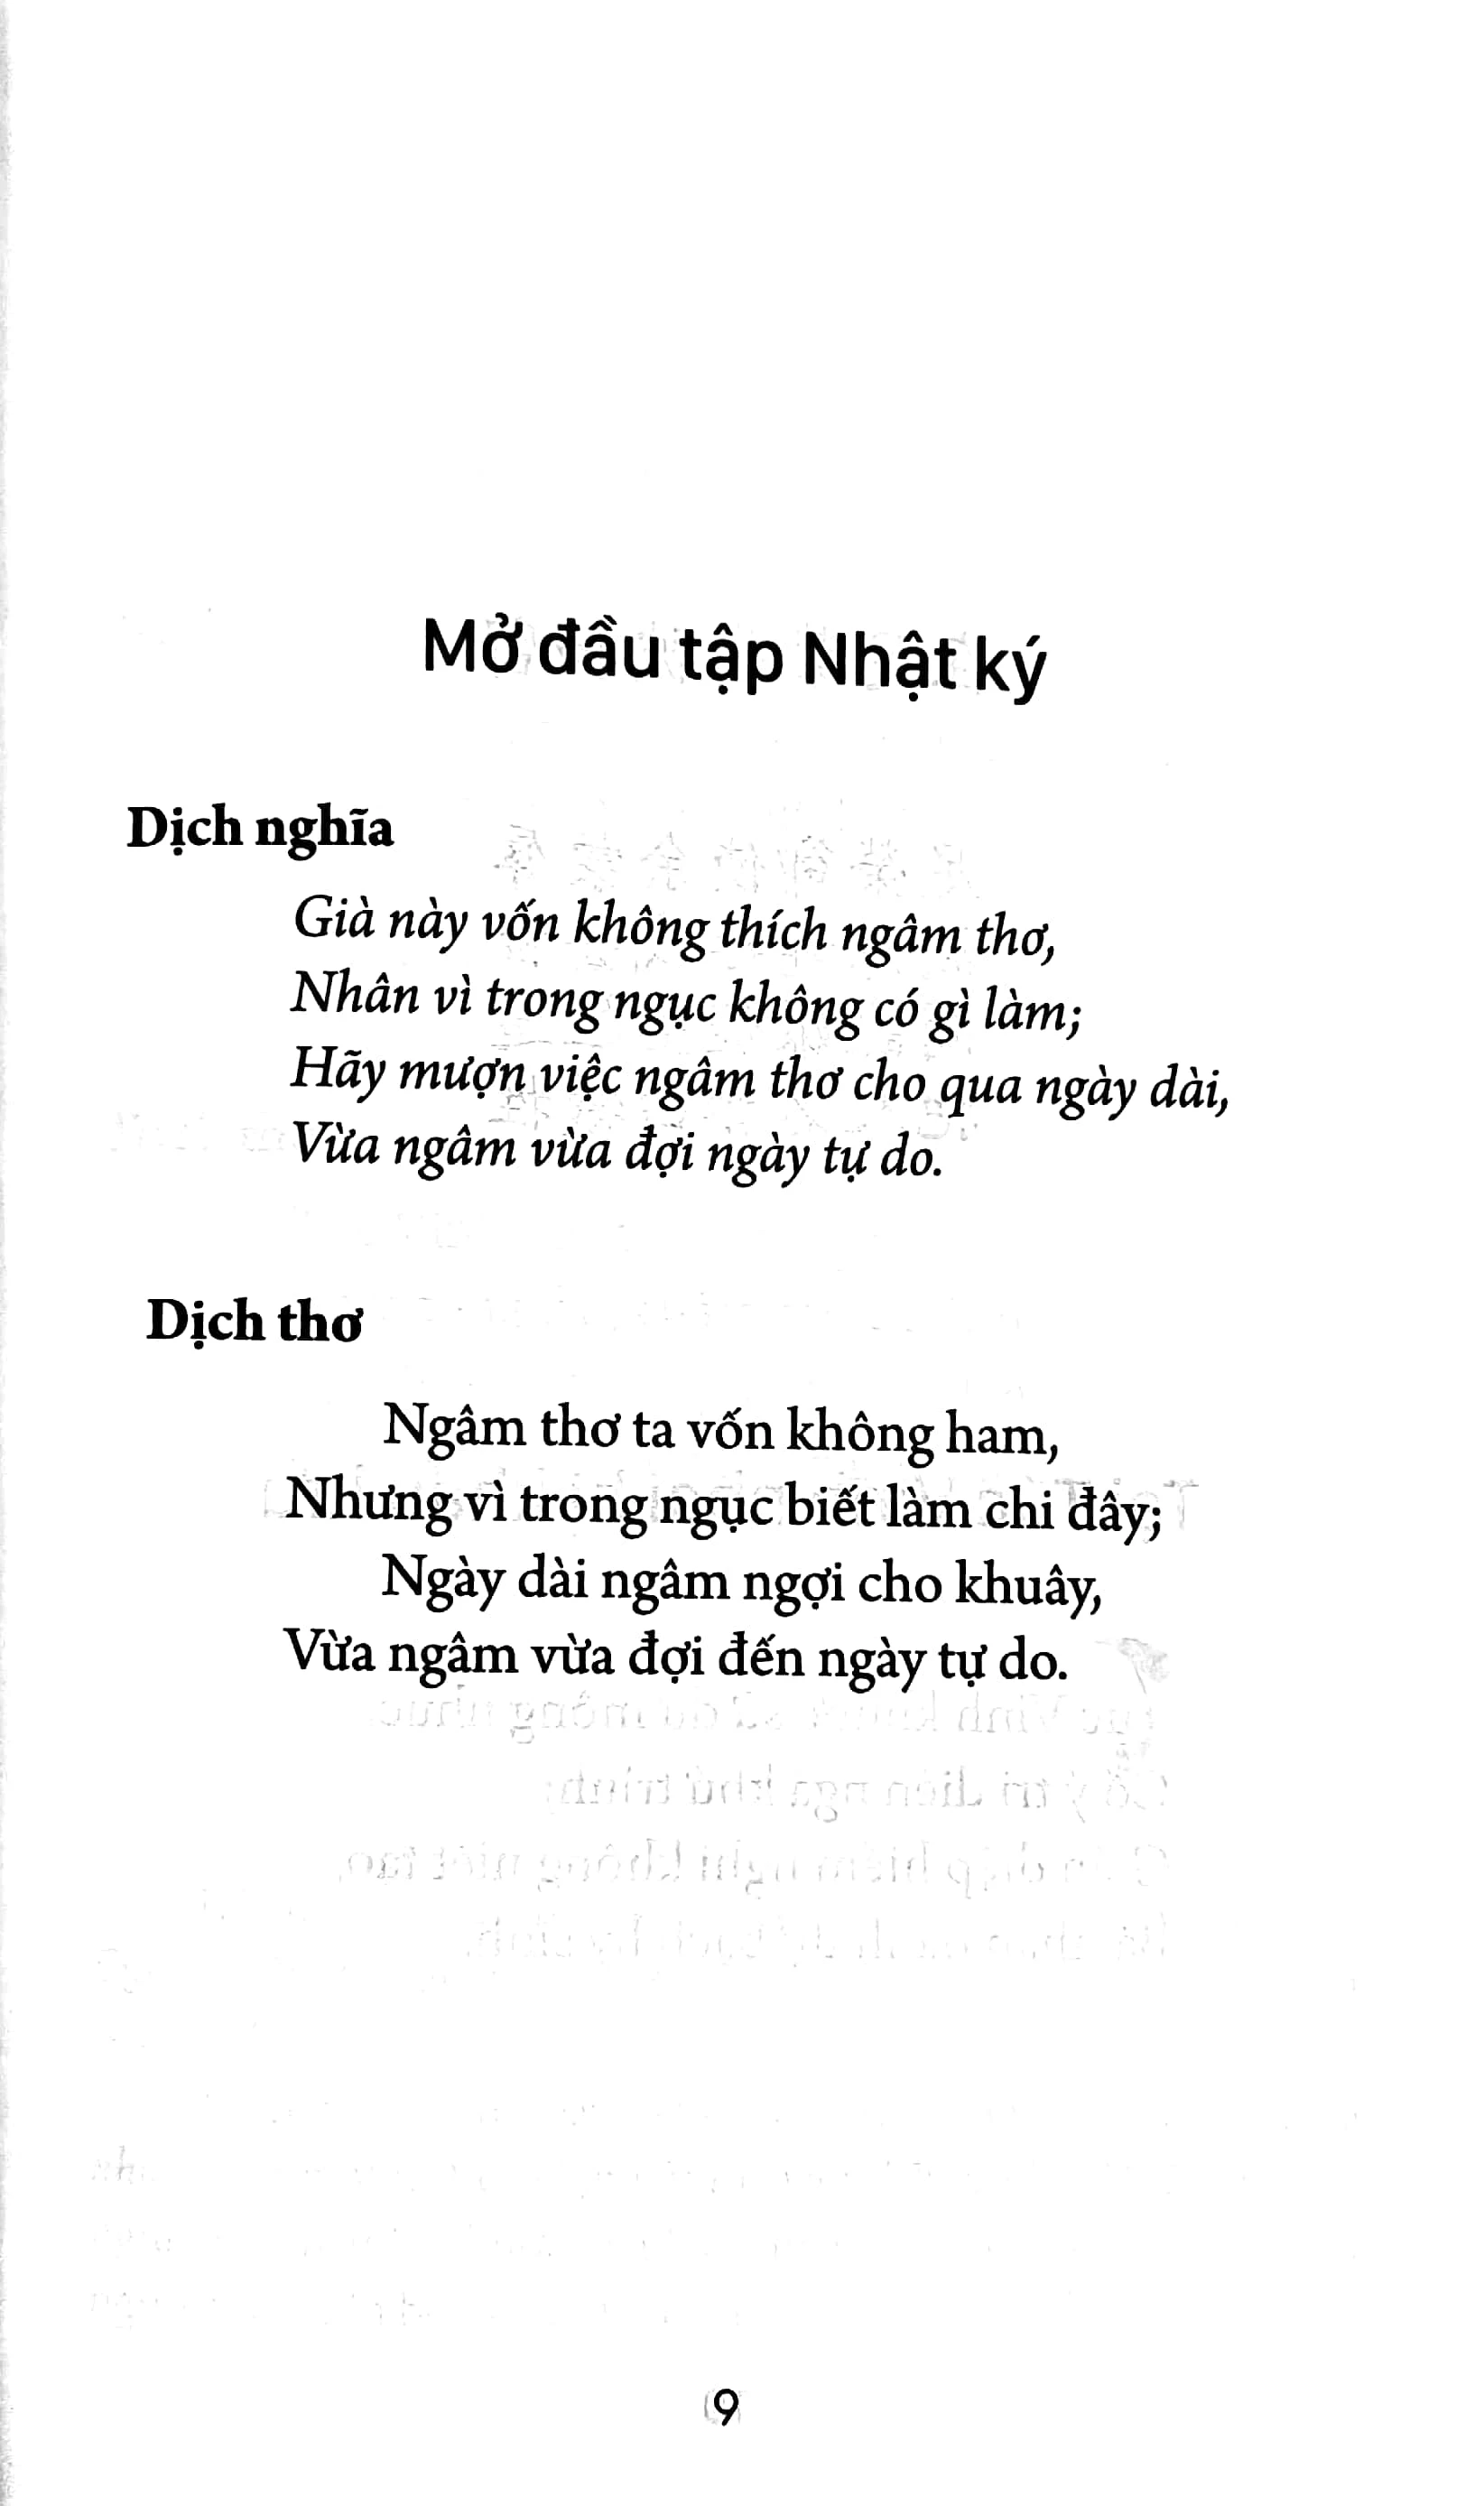 Mở đầu tập Nhật ký
Dịch nghĩa
Già này vốn không thích ngâm thơ,
Nhân vì trong ngục không có gì làm;
Hãy mượn việc ngâm thơ cho qua ngày dài,
Vừa ngâm vừa đợi ngày tự do.
Dịch thơ
Ngâm thơ ta vốn không ham,
Nhưng vì trong ngục biết làm chi đây;
Ngày dài ngâm ngợi cho khuây,
Vừa ngâm vừa đợi đến ngày tự do.
9